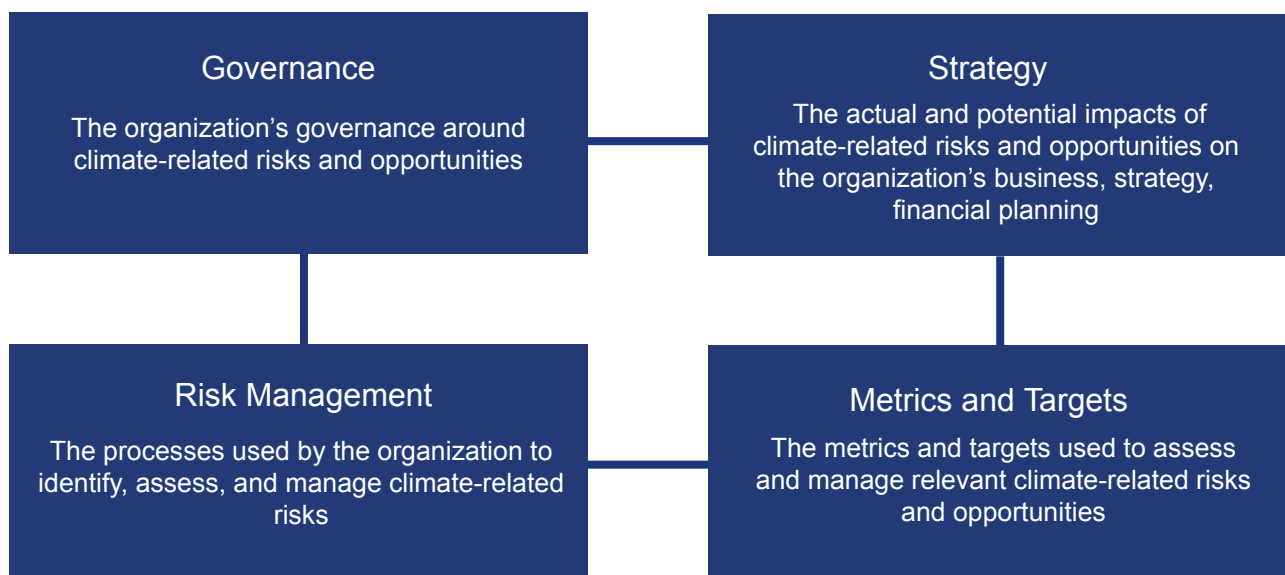 Governance
The organization’s governance around
climate-related risks and opportunities
Strategy
The actual and potential impacts of
climate-related risks and opportunities on
the organization’s business, strategy,
financial planning
Risk Management
The processes used by the organization to
identify, assess, and manage climate-related
risks
Metrics and Targets
The metrics and targets used to assess
and manage relevant climate-related risks
and opportunities